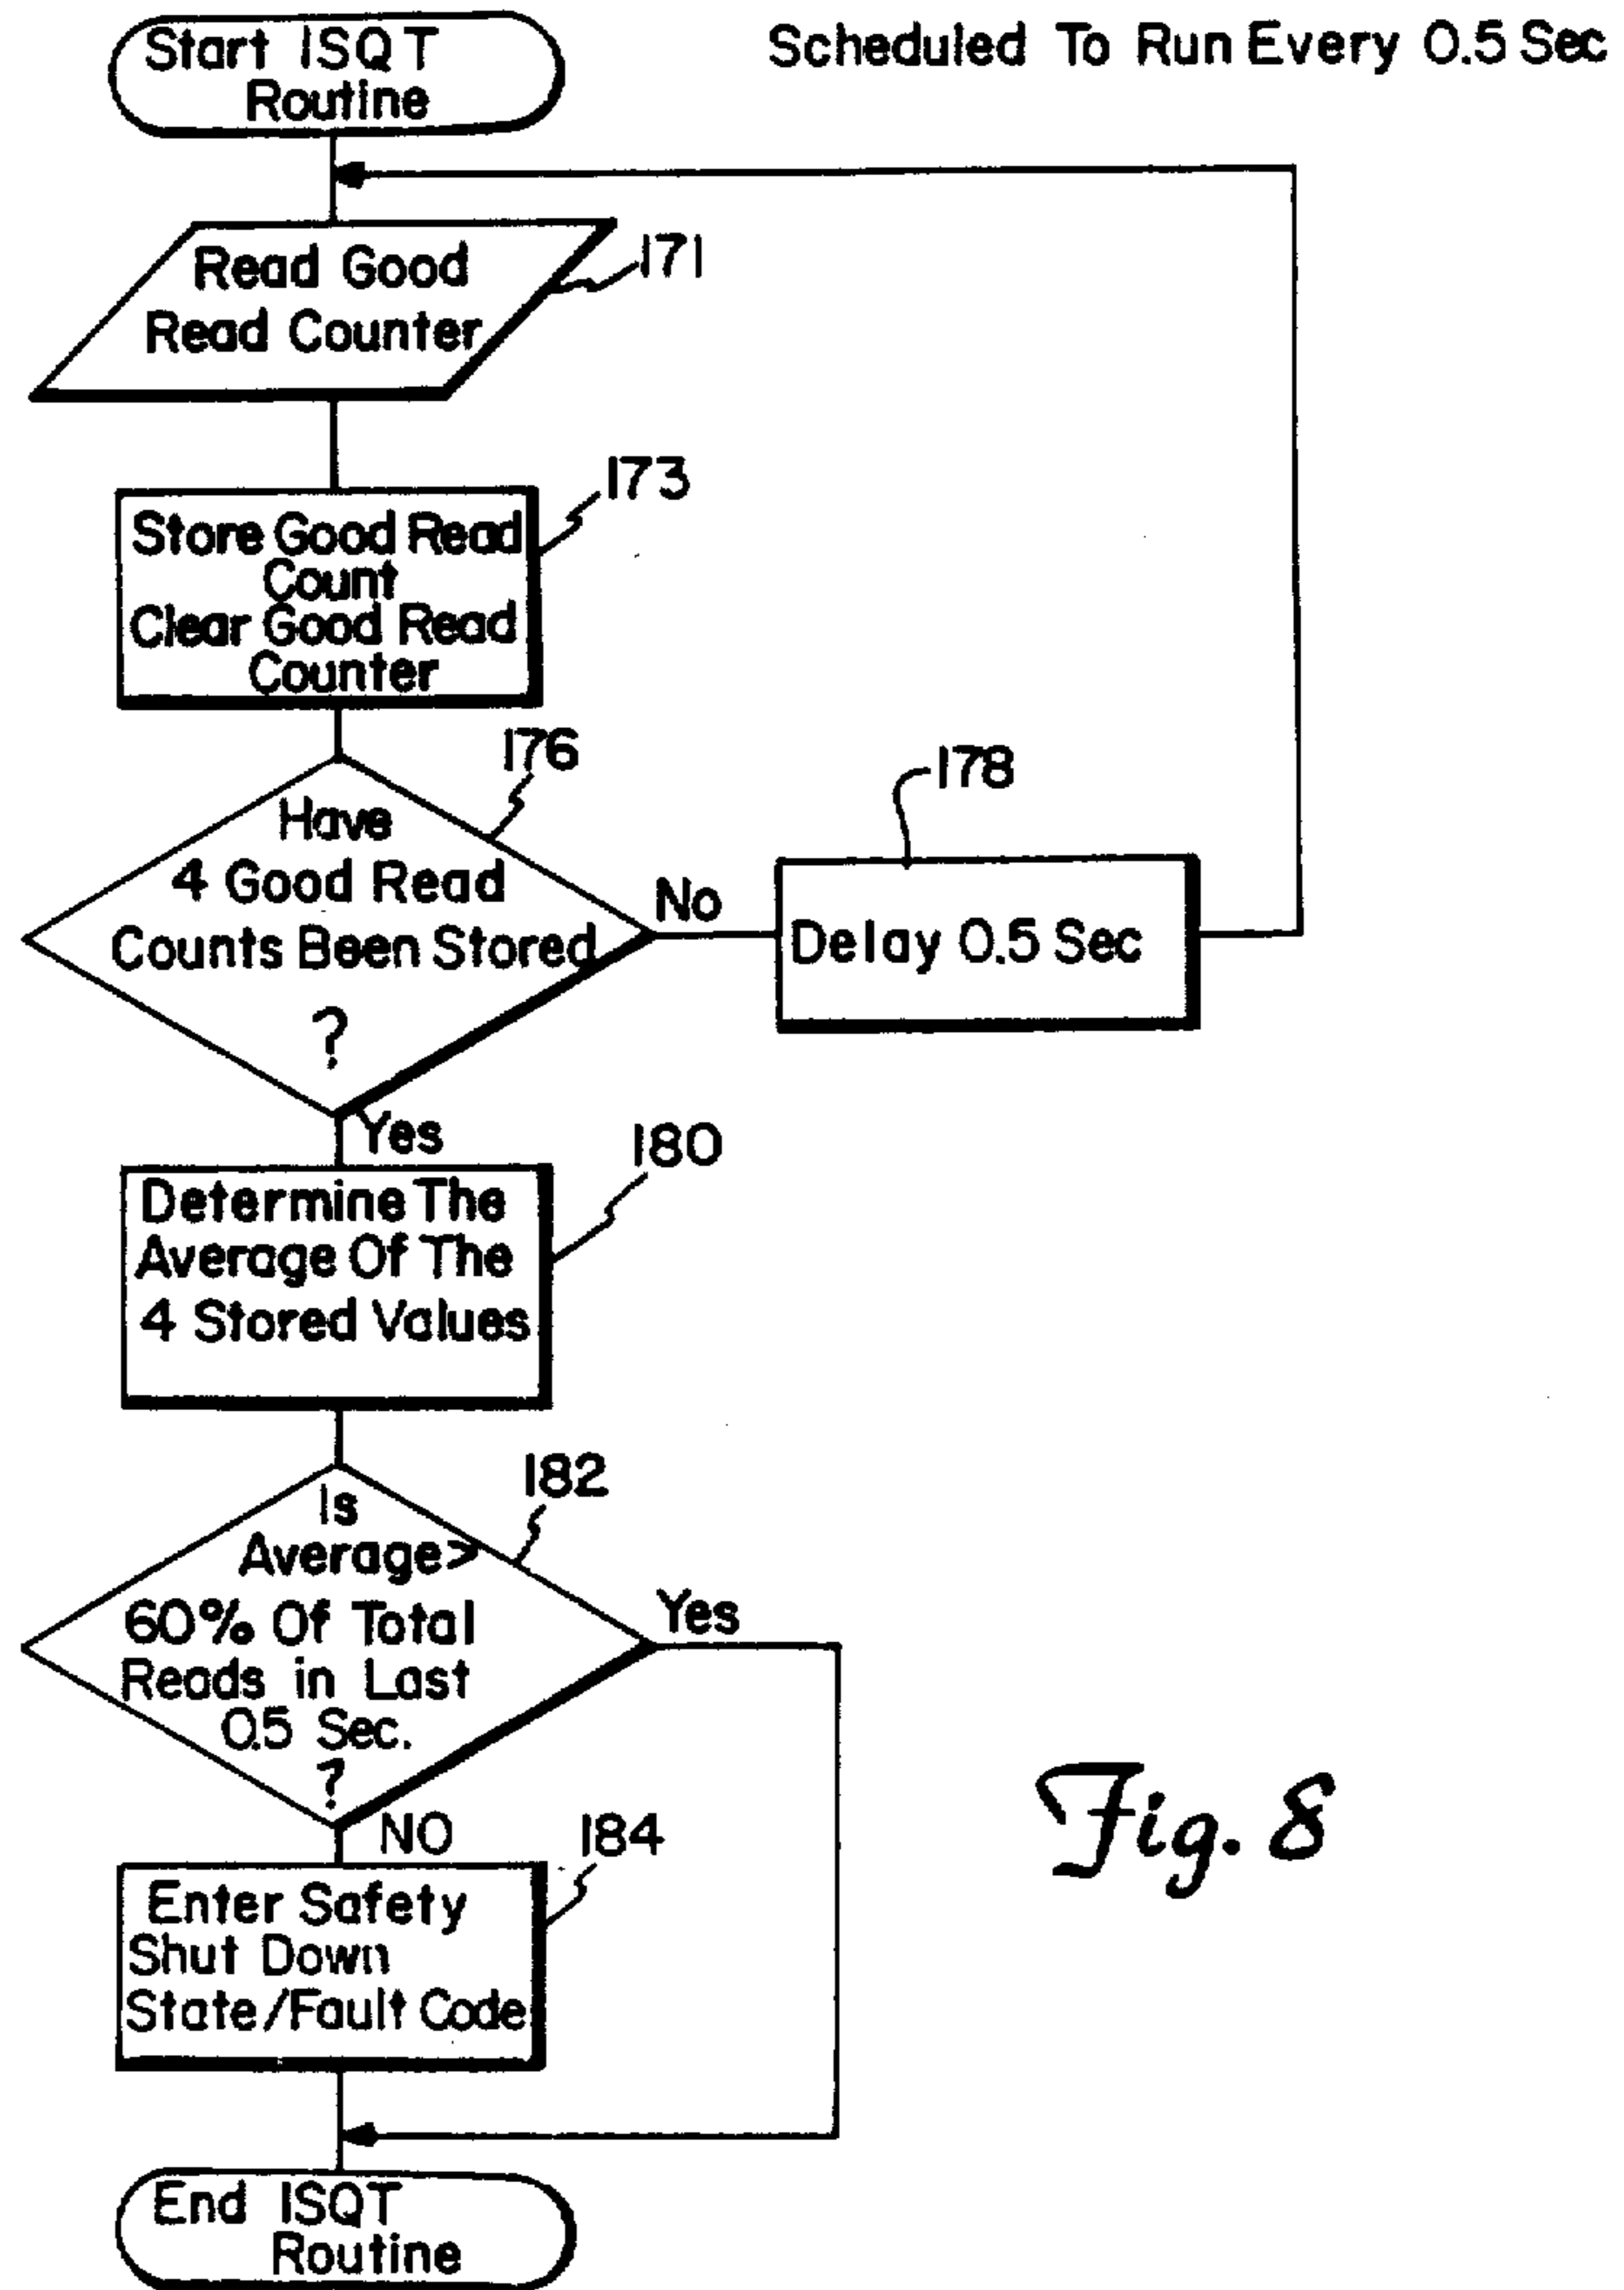 Start ISQT
Routine
Scheduled To Run Every 0.5 Sec
Read Good
Read Counter
171
Store Good Read
Count
Clear Good Read
Counter
173
Have
4 Good Read
Counts Been Stored
?
176
No
178
Delay 0.5 Sec
Yes
Determine The
Average Of The
4 Stored Values
180
Is
Average>
60% Of Total
Reads in Last
0.5 Sec.
?
182
Yes
NO
Enter Safety
Shut Down
State/Fault Code
184
End ISQT
Routine
Fig. 8